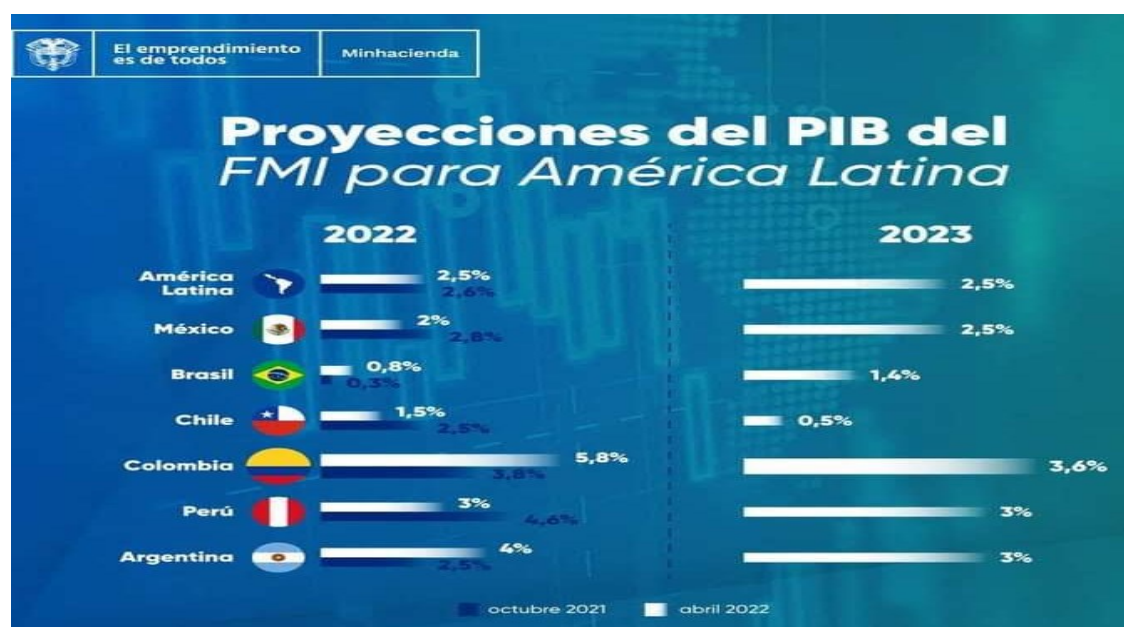 El emprendimiento
es de todos
Minhacienda
Proyecciones del PIB del
FMI para América Latina
2022 2023
América
Latina
2,5% 2,5%
2,6%
México 2% 2,5%
2,8%
Brasil 0,8% 1,4%
0,3%
Chile 1,5% 0,5%
2,5%
Colombia 5,8% 3,6%
3,8%
Perú 3% 3%
4,6%
Argentina 4% 3%
2,5%
octubre 2021 abril 2022